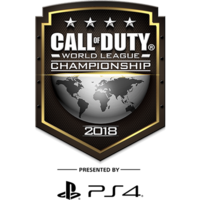 CALL OF DUTY®
WORLD LEAGUE
CHAMPIONSHIP
2018
PRESENTED BY
PS4